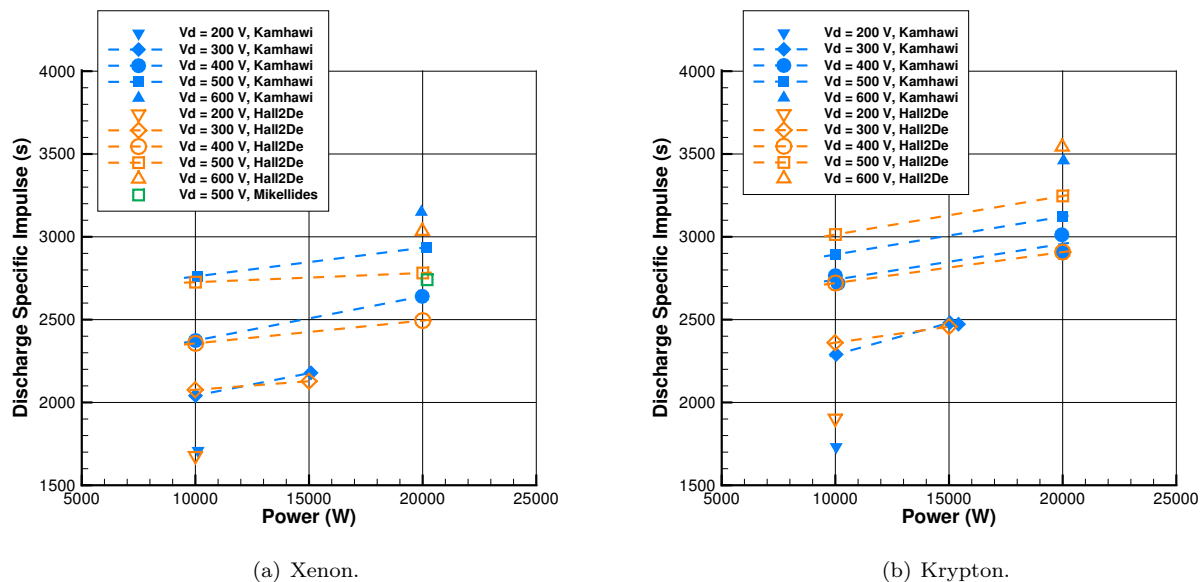 Vd = 200 V, Kamhawi
Vd = 300 V, Kamhawi
Vd = 400 V, Kamhawi
Vd = 500 V, Kamhawi
Vd = 600 V, Kamhawi
Vd = 200 V, Hall2De
Vd = 300 V, Hall2De
Vd = 400 V, Hall2De
Vd = 500 V, Hall2De
Vd = 600 V, Hall2De
Vd = 500 V, Mikellides
Discharge Specific Impulse (s)
4000
3500
3000
2500
2000
1500
5000 10000 15000 20000 25000
Power (W)
(a) Xenon.
Vd = 200 V, Kamhawi
Vd = 300 V, Kamhawi
Vd = 400 V, Kamhawi
Vd = 500 V, Kamhawi
Vd = 600 V, Kamhawi
Vd = 200 V, Hall2De
Vd = 300 V, Hall2De
Vd = 400 V, Hall2De
Vd = 500 V, Hall2De
Vd = 600 V, Hall2De
Discharge Specific Impulse (s)
4000
3500
3000
2500
2000
1500
5000 10000 15000 20000 25000
Power (W)
(b) Krypton.